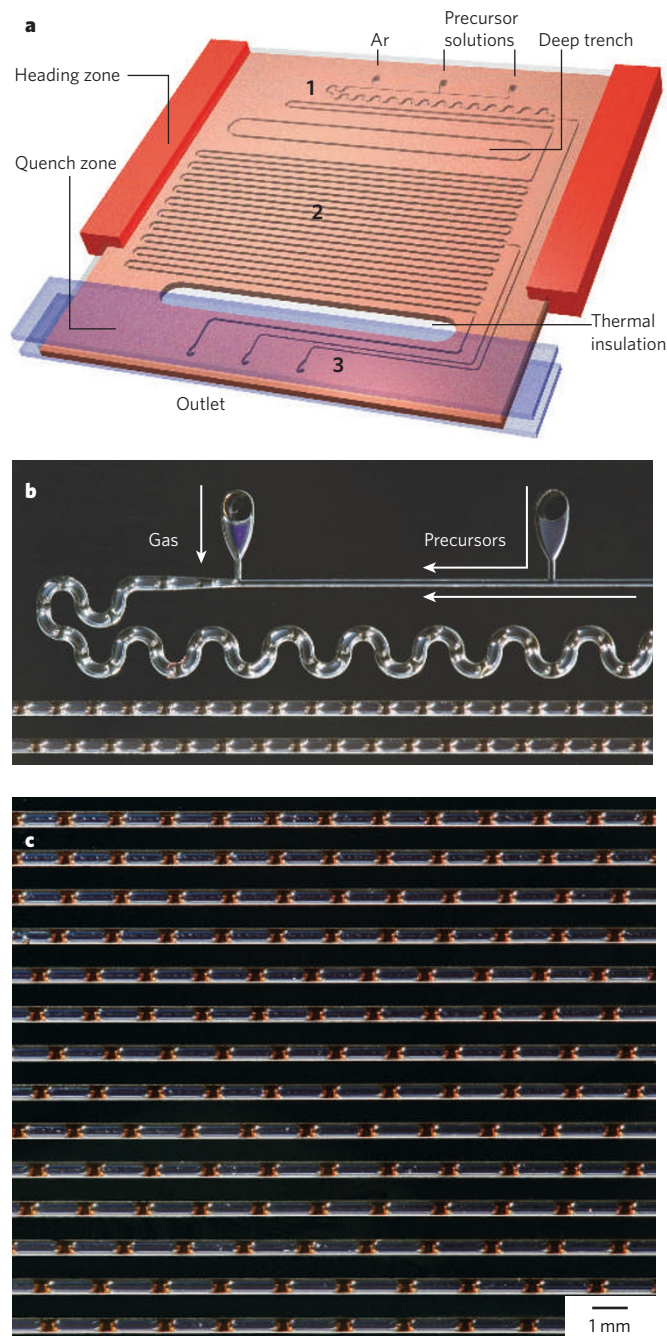 a
Ar
Precursor
solutions
Deep trench
Heading zone
1
Quench zone
2
Thermal
insulation
3
Outlet
b
Gas
Precursors
c
1 mm